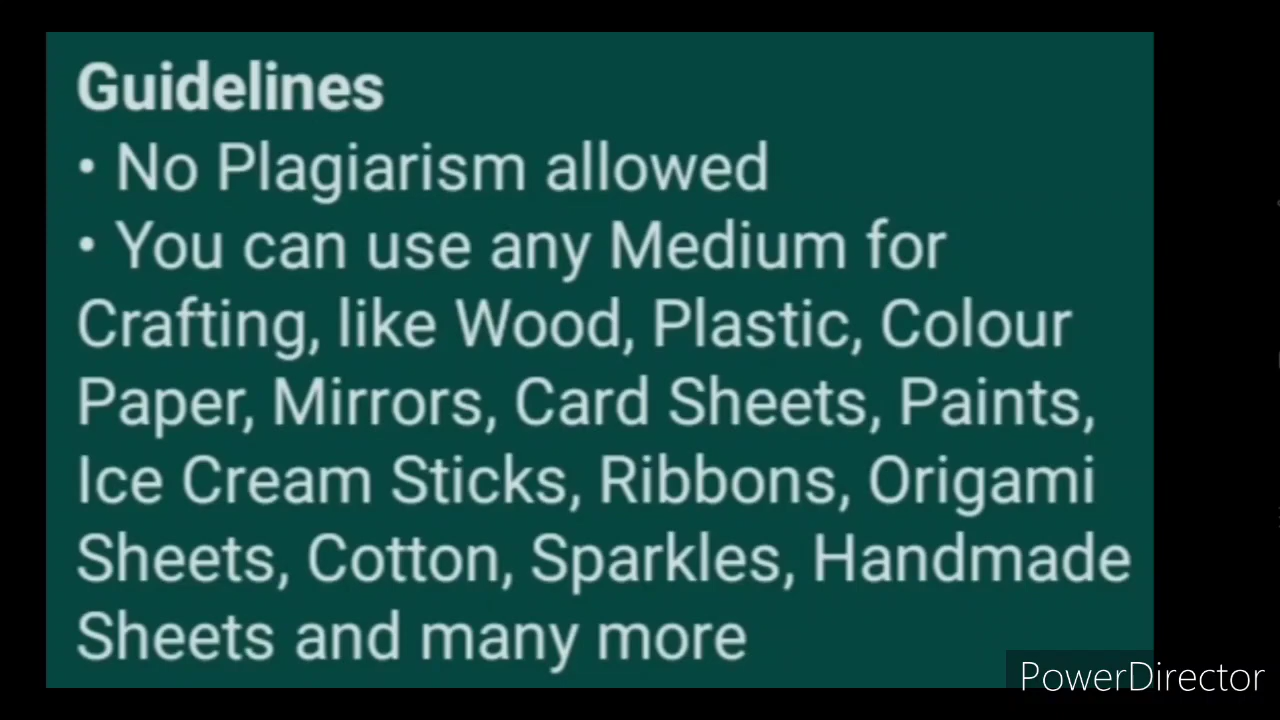 Guidelines
• No Plagiarism allowed
• You can use any Medium for
Crafting, like Wood, Plastic, Colour
Paper, Mirrors, Card Sheets, Paints,
Ice Cream Sticks, Ribbons, Origami
Sheets, Cotton, Sparkles, Handmade
Sheets and many more
PowerDirector